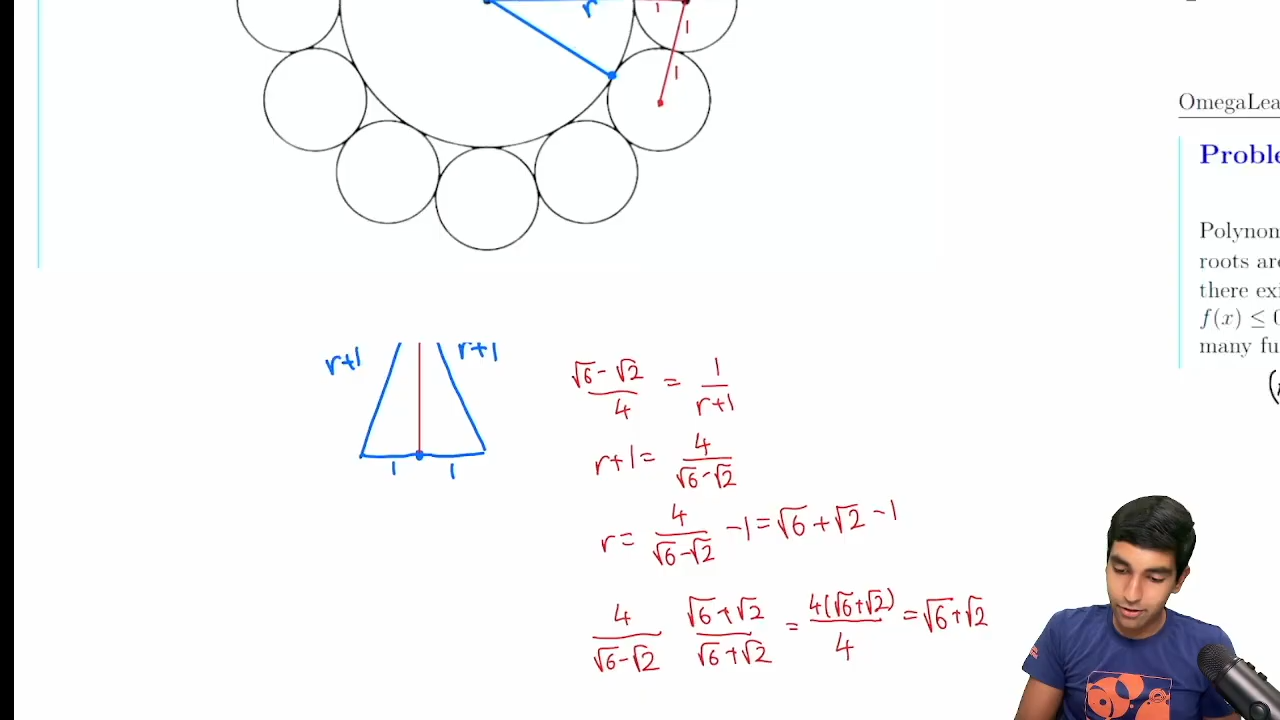 r
1
1
1
OmegaLea
Proble
Polynon
roots are
there exi
f(x) ≤ 0
many fu
r+1 r+1
1 1
(√6-√2)/4 = 1/(r+1)
r+1 = 4/(√6-√2)
r = 4/(√6-√2) -1 = √6+√2-1
4/(√6-√2) (√6+√2)/(√6+√2) = 4(√6+√2)/4 = √6+√2